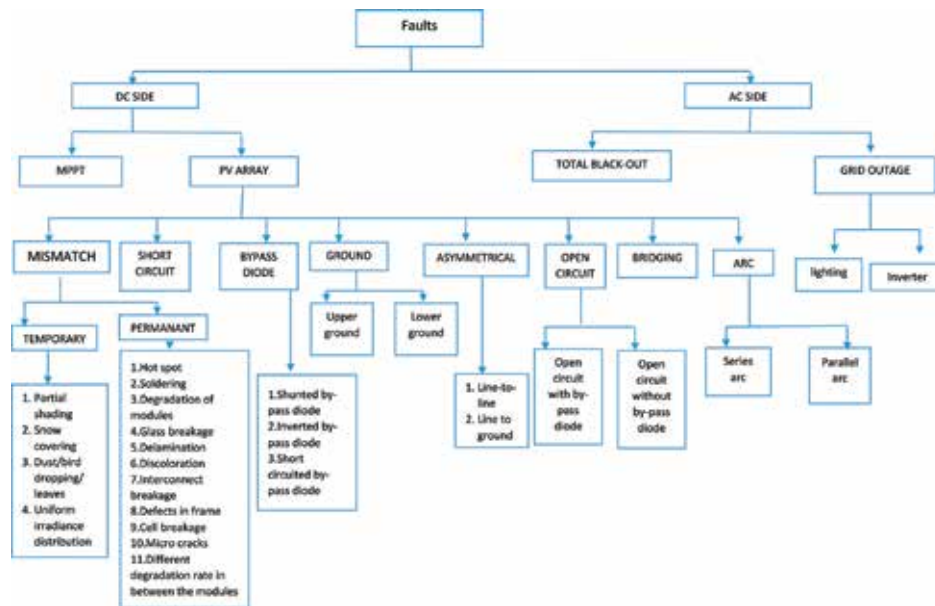 Faults
DC SIDE
AC SIDE
MPPT
PV ARRAY
TOTAL BLACK-OUT
GRID OUTAGE
MISMATCH
SHORT
CIRCUIT
BYPASS
DIODE
GROUND
ASYMMETRICAL
OPEN
CIRCUIT
BRIDGING
ARC
lighting
Inverter
TEMPORARY
PERMANANT
Upper
ground
Lower
ground
1. Partial
shading
2. Snow
covering
3. Dust/bird
dropping/
leaves
4. Uniform
irradiance
distribution
1.Hot spot
2.Soldering
3.Degradation of
modules
4.Glass breakage
5.Delamination
6.Discoloration
7.Interconnect
breakage
8.Defects in frame
9.Cell breakage
10.Micro cracks
11.Different
degradation rate in
between the modules
1.Shunted by-
pass diode
2.Inverted by-
pass diode
3.Short
circuited by-
pass diode
1. Line-to-
line
2. Line to
ground
Open
circuit
with by-
pass
diode
Open
circuit
without
by-pass
diode
Series
arc
Parallel
arc